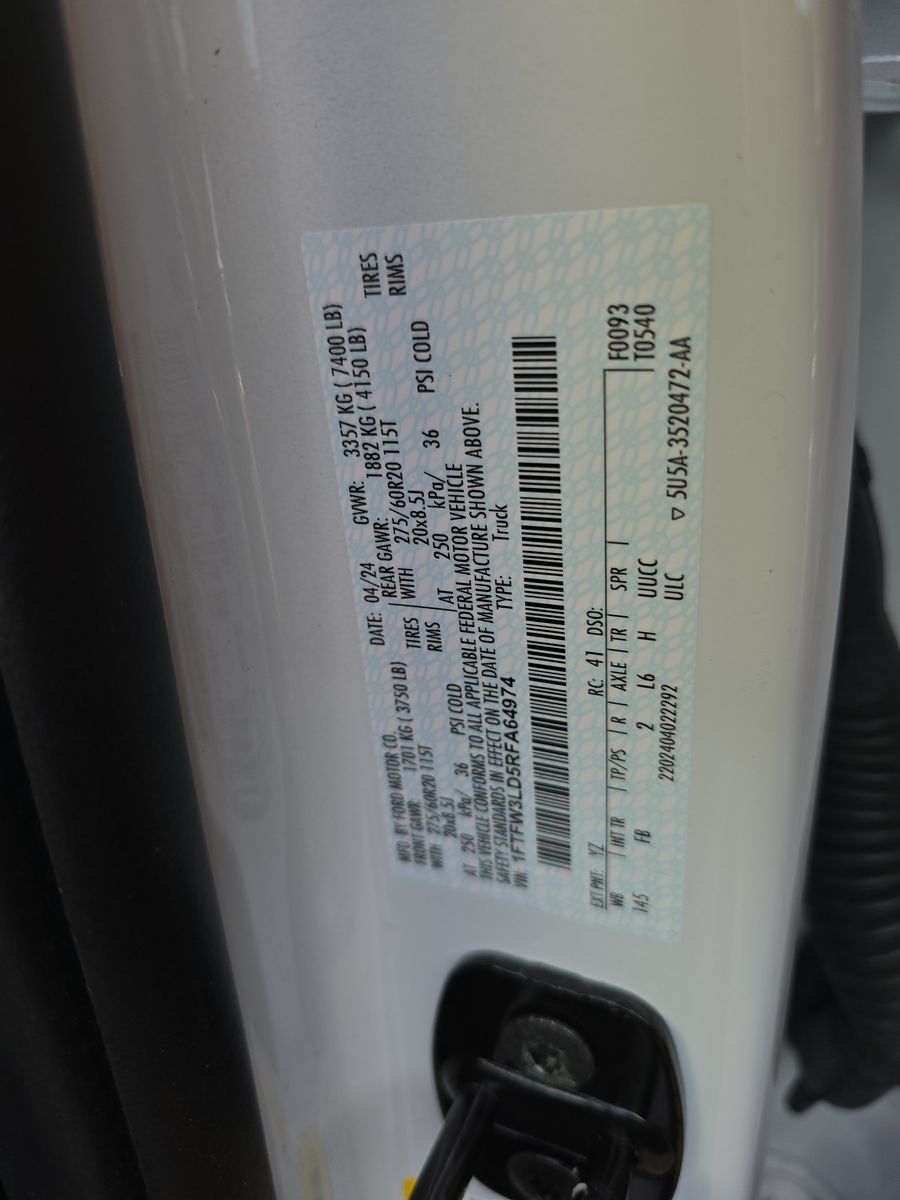 MFD BY FORD MOTOR CO.
DATE: 04/24 GVWR: 3357 KG ( 7400 LB)
FRONT GAWR: 1701 KG ( 3750 LB) REAR GAWR: 1882 KG ( 4150 LB)
WITH 275/60R20 115T TIRES WITH 275/60R20 115T TIRES
20x8.5J RIMS 20x8.5J RIMS
AT 250 kPa/ 36 PSI COLD AT 250 kPa/ 36 PSI COLD
THIS VEHICLE CONFORMS TO ALL APPLICABLE FEDERAL MOTOR VEHICLE
SAFETY STANDARDS IN EFFECT ON THE DATE OF MANUFACTURE SHOWN ABOVE.
VIN: 1FTFW3LD5RFA64974 TYPE: Truck
EXT PNT: YZ RC: 41 DSO: F0093
WB INT TR TP/PS R AXLE TR SPR T0540
145 FB 2 L6 H UUCC
2202404022292 ULC ▽ 5U5A-3520472-AA